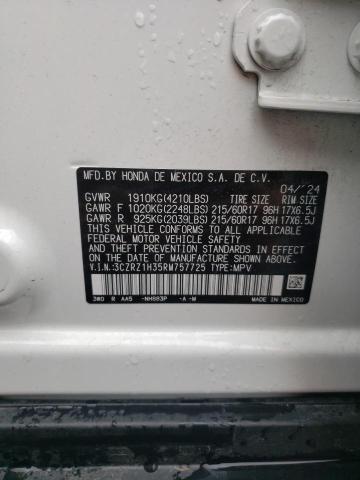 MFD.BY HONDA DE MEXICO S.A. DE C.V.
04/ '24
GVWR 1910KG(4210LBS) TIRE SIZE RIM SIZE
GAWR F 1020KG(2248LBS) 215/60R17 96H 17X6.5J
GAWR R 925KG(2039LBS) 215/60R17 96H 17X6.5J
THIS VEHICLE CONFORMS TO ALL APPLICABLE
FEDERAL MOTOR VEHICLE SAFETY AND THEFT
PREVENTION STANDARDS IN EFFECT ON THE
DATE OF MANUFACTURE SHOWN ABOVE.
V.I.N.:3CZRZ1H35RM757725 TYPE:MPV
3W0 R AA5 -NH883P -A -M MADE IN MEXICO